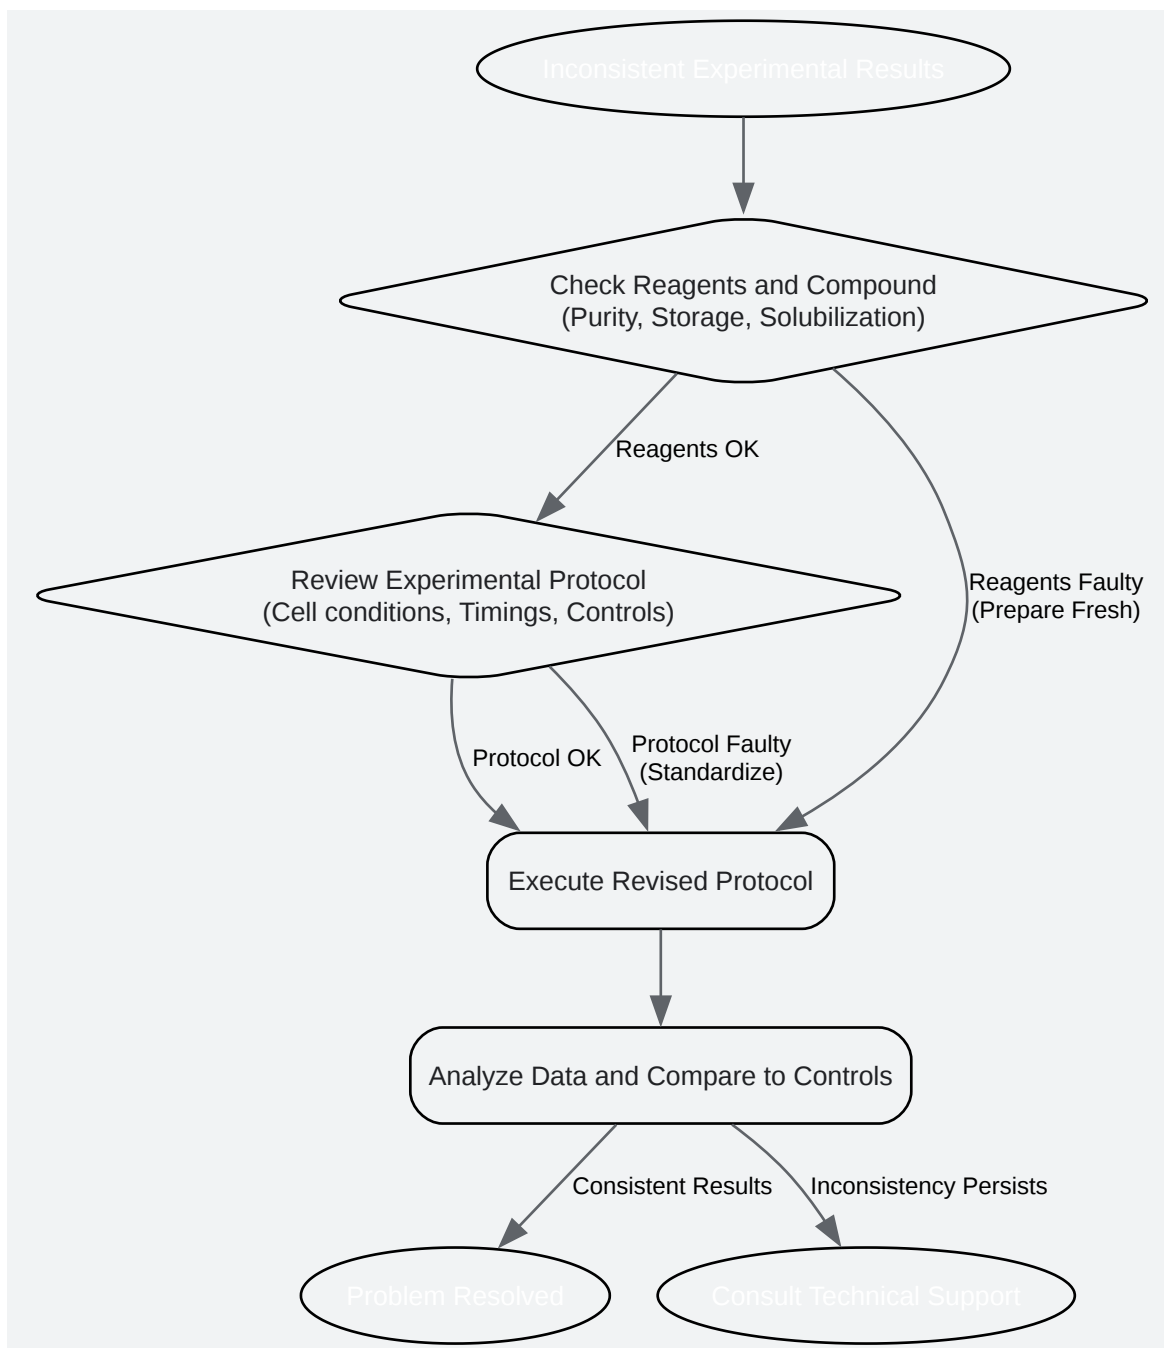 Inconsistent Experimental Results
Check Reagents and Compound
(Purity, Storage, Solubilization)
Reagents OK
Review Experimental Protocol
(Cell conditions, Timings, Controls)
Reagents Faulty
(Prepare Fresh)
Protocol OK
Protocol Faulty
(Standardize)
Execute Revised Protocol
Analyze Data and Compare to Controls
Consistent Results
Inconsistency Persists
Problem Resolved
Consult Technical Support